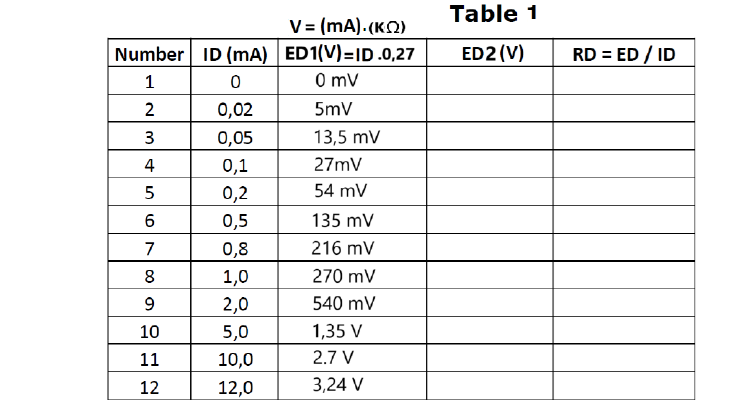 Table 1
V = (mA).(KΩ)
Number ID (mA) ED1(V)=ID .0,27 ED2 (V) RD = ED / ID
1 0 0 mV
2 0,02 5mV
3 0,05 13,5 mV
4 0,1 27mV
5 0,2 54 mV
6 0,5 135 mV
7 0,8 216 mV
8 1,0 270 mV
9 2,0 540 mV
10 5,0 1,35 V
11 10,0 2.7 V
12 12,0 3,24 V